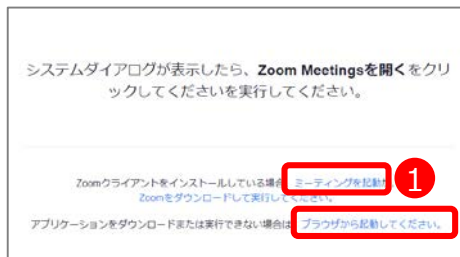 システムダイアログが表示したら、Zoom Meetingsを開くをクリ
ックしてくださいを実行してください。
Zoomクライアントをインストールしている場合 ミーティングを起動
1
Zoomをダウンロードして実行してください。
アプリケーションをダウンロードまたは実行できない場合は ブラウザから起動してください。